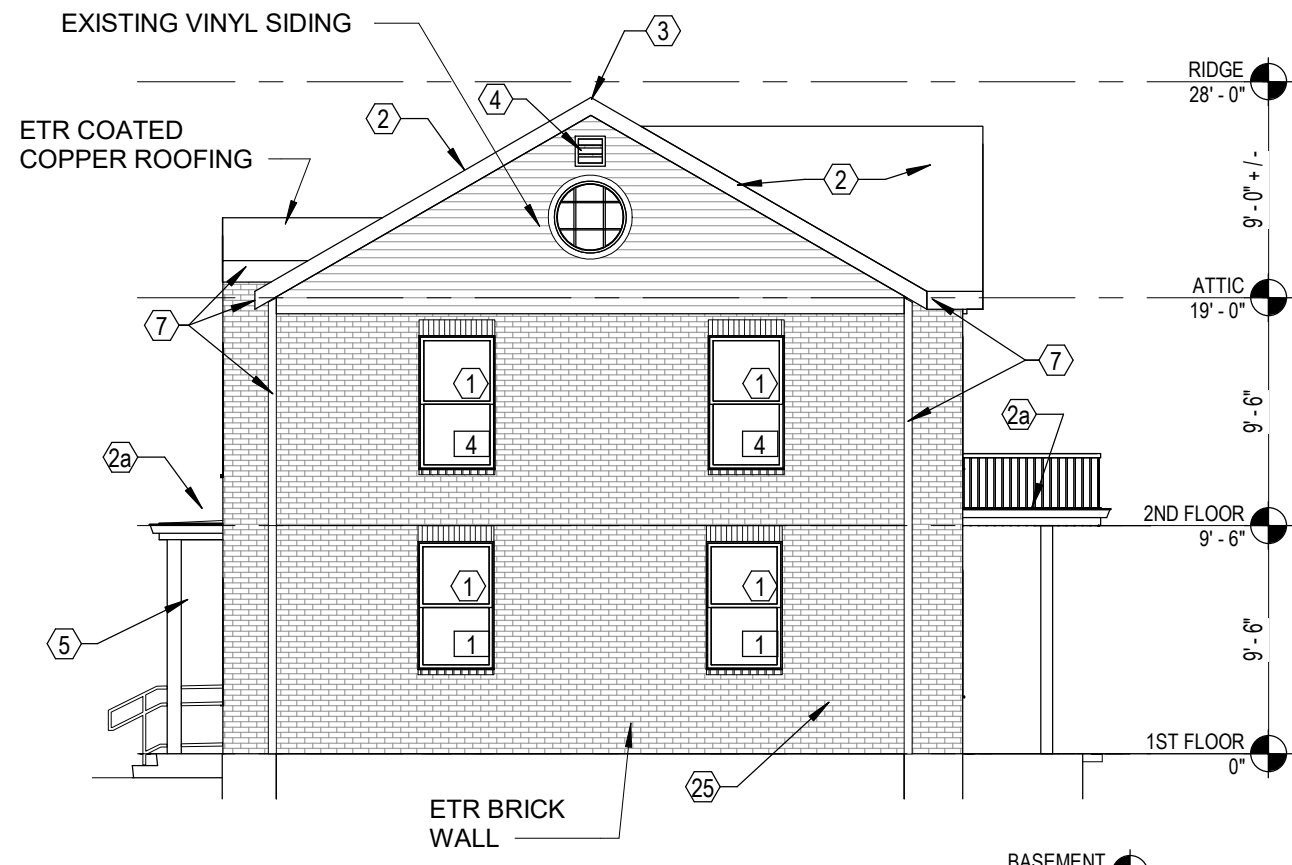 EXISTING VINYL SIDING
3
RIDGE
28' - 0"
4
2
ETR COATED
COPPER ROOFING
2
9' - 0" + / -
ATTIC
19' - 0"
7
7
1
1
4
4
9' - 6"
2a
2a
2ND FLOOR
9' - 6"
1
1
5
1
1
9' - 6"
1ST FLOOR
0"
25
ETR BRICK
WALL
BASEMENT